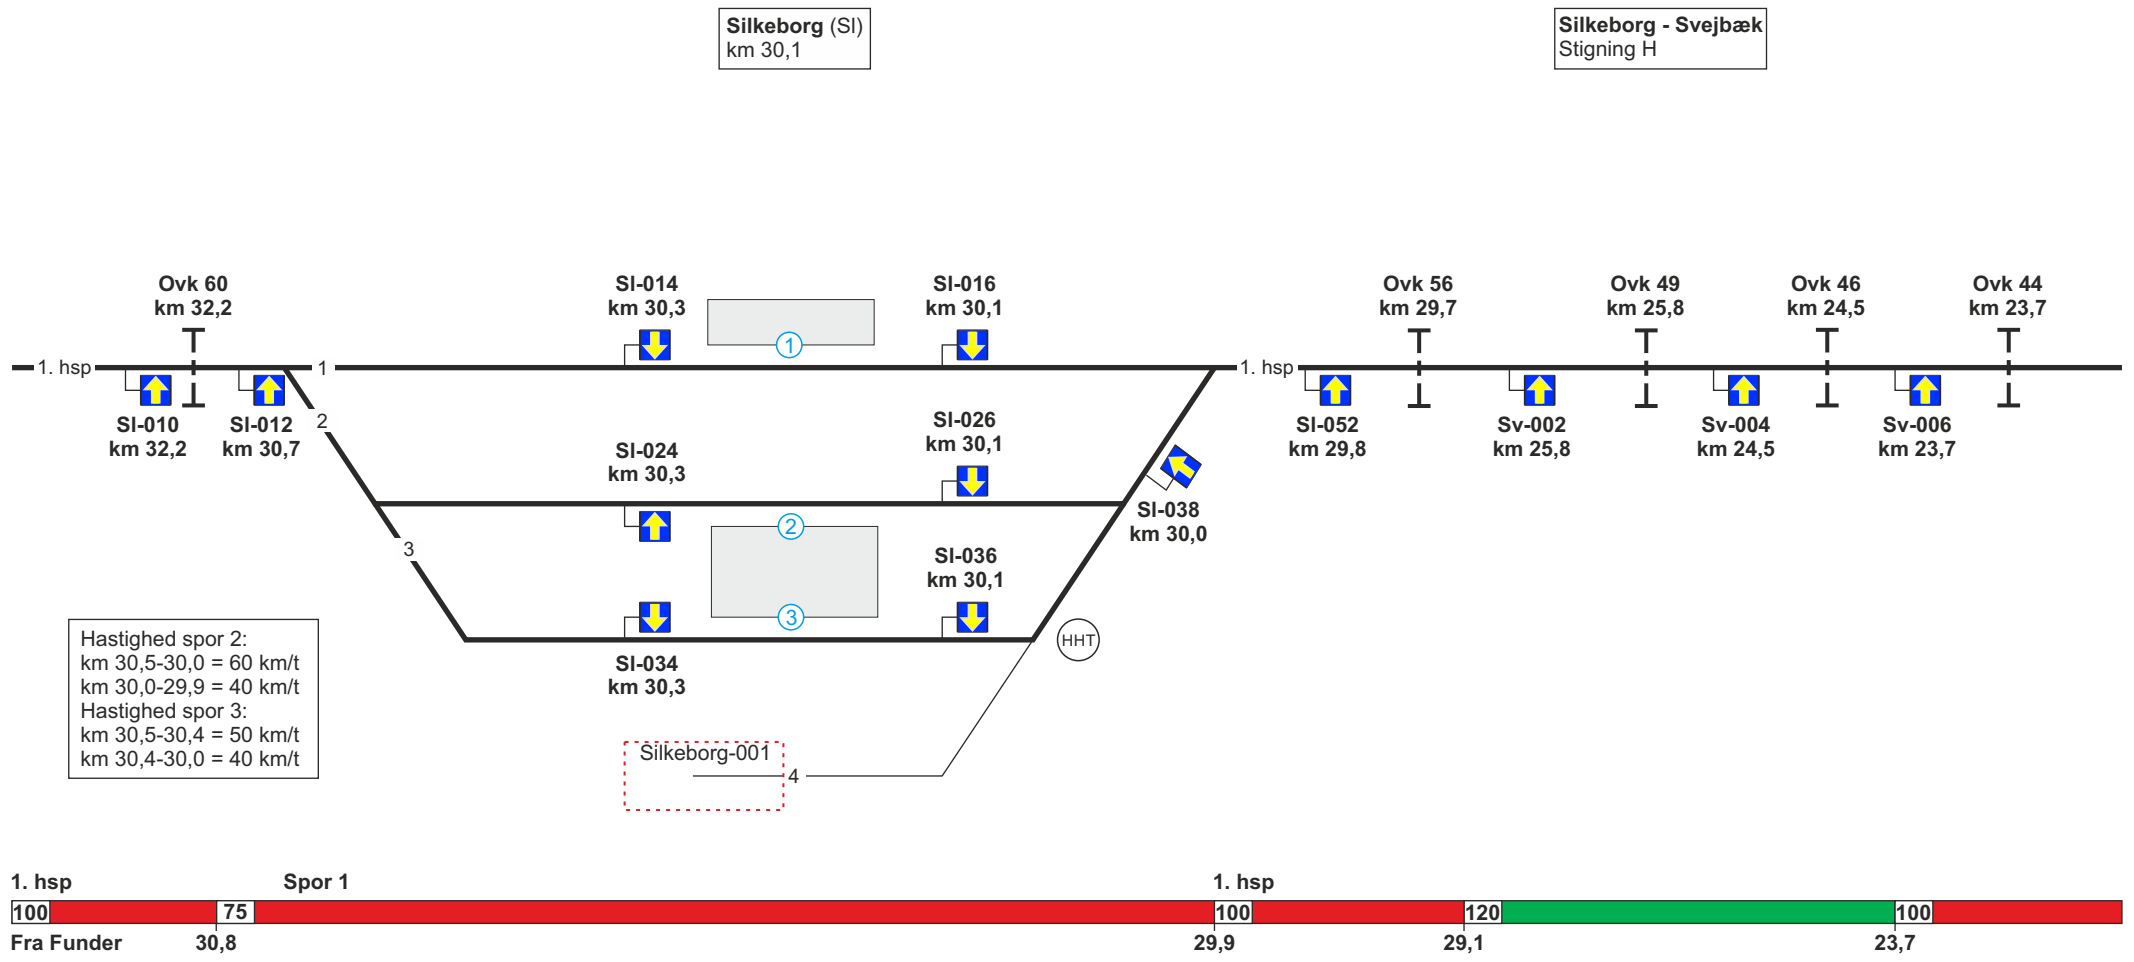 Silkeborg (Sl)
km 30,1
Silkeborg - Svejbæk
Stigning H
Ovk 60
km 32,2
Sl-014
km 30,3
Sl-016
km 30,1
Ovk 56
km 29,7
Ovk 49
km 25,8
Ovk 46
km 24,5
Ovk 44
km 23,7
1
1. hsp
1
1. hsp
Sl-010
km 32,2
Sl-012
km 30,7
2
Sl-052
km 29,8
Sv-002
km 25,8
Sv-004
km 24,5
Sv-006
km 23,7
Sl-024
km 30,3
Sl-026
km 30,1
Sl-038
km 30,0
2
3
Sl-036
km 30,1
3
HHT
Sl-034
km 30,3
Hastighed spor 2:
km 30,5-30,0 = 60 km/t
km 30,0-29,9 = 40 km/t
Hastighed spor 3:
km 30,5-30,4 = 50 km/t
km 30,4-30,0 = 40 km/t
Silkeborg-001
4
1. hsp
Spor 1
1. hsp
100
75
100
120
100
Fra Funder
30,8
29,9
29,1
23,7